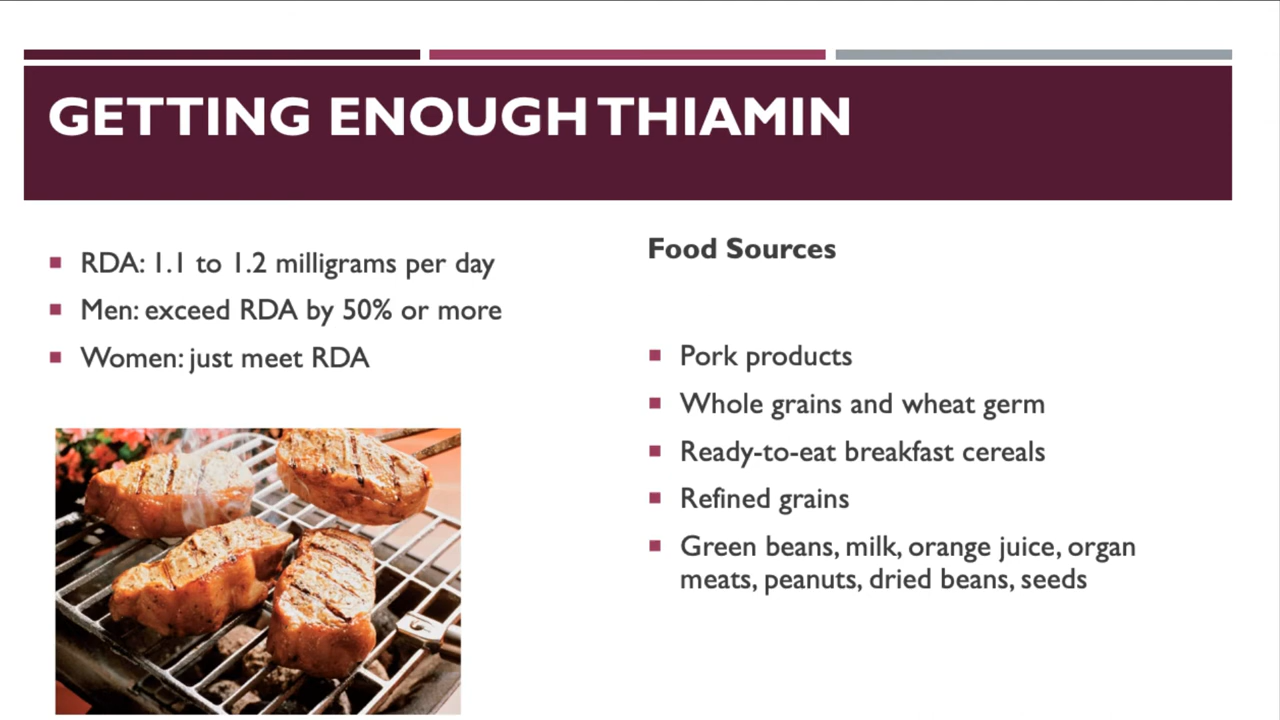 GETTING ENOUGH THIAMIN
RDA: 1.1 to 1.2 milligrams per day
Men: exceed RDA by 50% or more
Women: just meet RDA
Food Sources
Pork products
Whole grains and wheat germ
Ready-to-eat breakfast cereals
Refined grains
Green beans, milk, orange juice, organ
meats, peanuts, dried beans, seeds